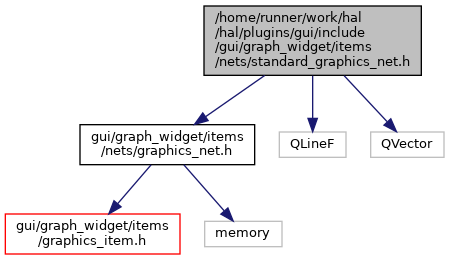 /home/runner/work/hal
/hal/plugins/gui/include
/gui/graph_widget/items
/nets/standard_graphics_net.h
gui/graph_widget/items
/nets/graphics_net.h
QLineF
QVector
gui/graph_widget/items
/graphics_item.h
memory